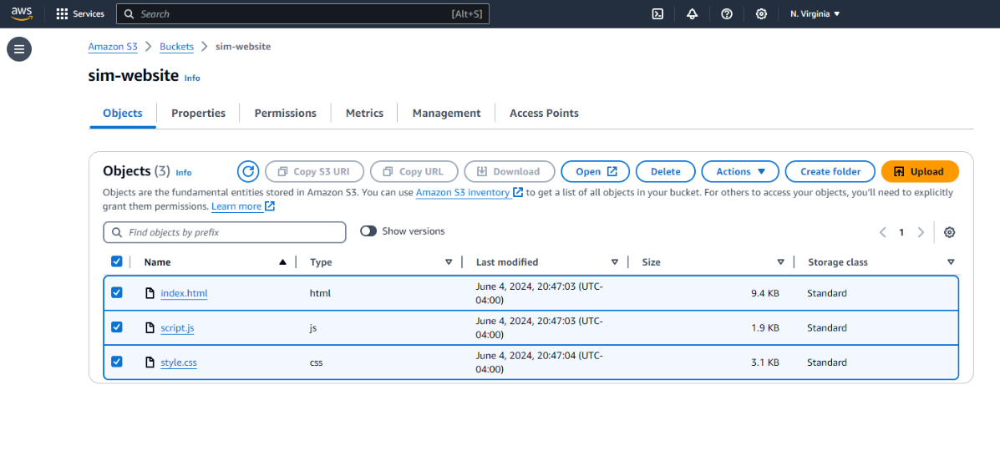 aws Services Search [Alt+S] N. Virginia
Amazon S3 Buckets sim-website
sim-website Info
Objects Properties Permissions Metrics Management Access Points
Objects (3) Info Copy S3 URI Copy URL Download Open Delete Actions Create folder Upload
Objects are the fundamental entities stored in Amazon S3. You can use Amazon S3 inventory to get a list of all objects in your bucket. For others to access your objects, you’ll need to explicitly
grant them permissions. Learn more
Find objects by prefix Show versions 1
Name Type Last modified Size Storage class
index.html html June 4, 2024, 20:47:03 (UTC-
04:00) 9.4 KB Standard
script.js js June 4, 2024, 20:47:03 (UTC-
04:00) 1.9 KB Standard
style.css css June 4, 2024, 20:47:04 (UTC-
04:00) 3.1 KB Standard